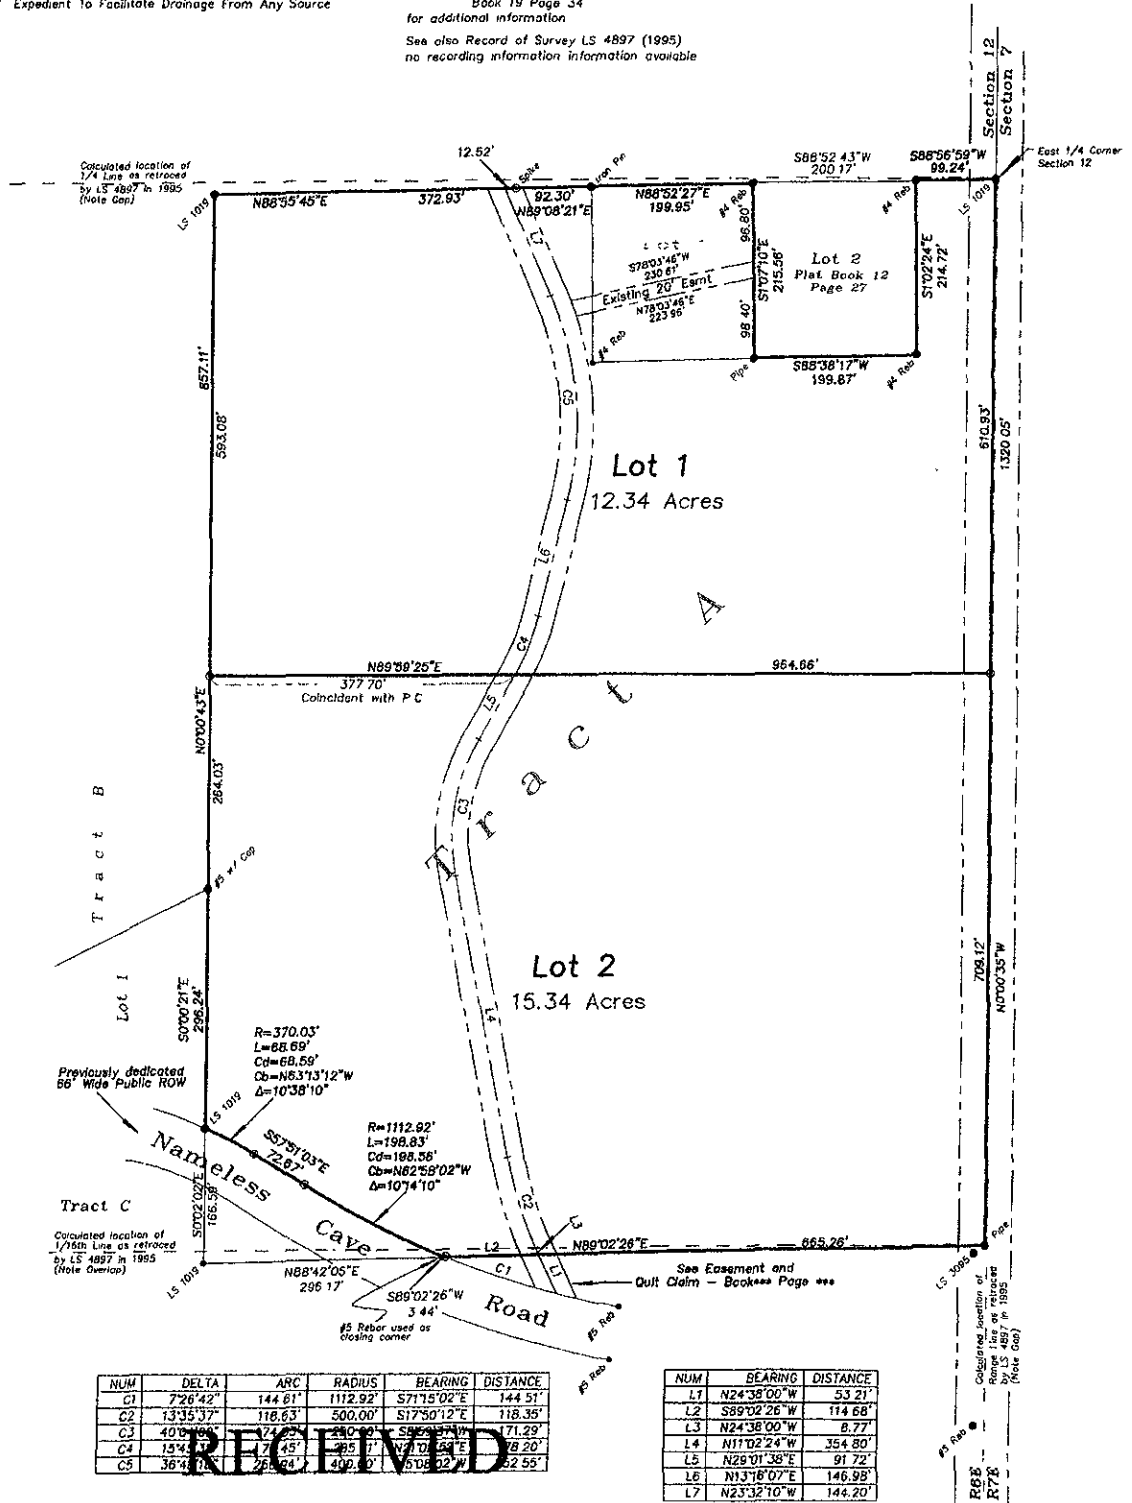 Expedient To Facilitate Drainage From Any Source
Book 19 Page 34
for additional information
See also Record of Survey LS 4897 (1995)
no recording information information available
Section 12
Section 7
East 1/4 Corner
Section 12
Calculated location of
1/4 Line as retraced
by LS 4897 in 1995
(Note Gap)
LS 1019
N88°55'45"E
372.93'
12.52'
Spike
92.30'
N89°08'21"E
Iron Pin
N88°52'27"E
199.95'
#4 Reb
S88°52'43"W
200.17'
#4 Reb
S88°56'59"W
99.24'
LS 1019
L7
Lot
S78°03'46"W
230.61'
Existing 20' Esmt
N78°03'46"E
223.96'
96.80'
98.40'
S1°07'10"E
215.56'
Lot 2
Plat Book 12
Page 27
S1°02'24"E
214.72'
#4 Reb
Pipe
S88°38'17"W
199.87'
#4 Reb
857.11'
593.08'
C5
610.93'
1320.05'
Lot 1
12.34 Acres
L6
C4
Tract A
N89°59'25"E
964.66'
377.70'
Coincident with P C
L5
N0°00'43"E
264.03'
C3
Tract B
#5 w/ Cap
Lot 1
S0°00'21"E
296.24'
Lot 2
15.34 Acres
L4
709.12'
N0°00'35"W
R=370.03'
L=68.69'
Cd=68.59'
Cb=N63°13'12"W
Δ=10°38'10"
Previously dedicated
66' Wide Public ROW
LS 1019
S57°51'03"E
72.67'
R=1112.92'
L=198.83'
Cd=198.56'
Cb=N62°58'02"W
Δ=10°14'10"
Nameless Cave Road
Tract C
S0°02'02"E
166.59'
Calculated location of
1/16th Line as retraced
by LS 4897 in 1995
(Note Overlap)
LS 1019
N88°42'05"E
296.17'
C2
L3
L2
N89°02'26"E
665.26'
Pipe
LS 3095
C1
L1
See Easement and
Quit Claim - Book*** Page ***
S89°02'26"W
3.44'
#5 Rebar used as
closing corner
#5 Reb
#5 Reb
Calculated location of
Range line as retraced
by LS 4897 in 1995
(Note Gap)
#5 Reb
R6E
R7E
NUM DELTA ARC RADIUS BEARING DISTANCE
C1 7°26'42" 144.61' 1112.92' S71°15'02"E 144.51'
C2 13°35'37" 118.63' 500.00' S17°50'12"E 118.35'
C3 71.29'
C4 78.20'
C5
RECEIVED
NUM BEARING DISTANCE
L1 N24°38'00"W 53.21'
L2 S89°02'26"W 114.68'
L3 N24°38'00"W 8.77'
L4 N11°02'24"W 354.80'
L5 N29°01'38"E 91.72'
L6 N13°16'07"E 146.98'
L7 N23°32'10"W 144.20'